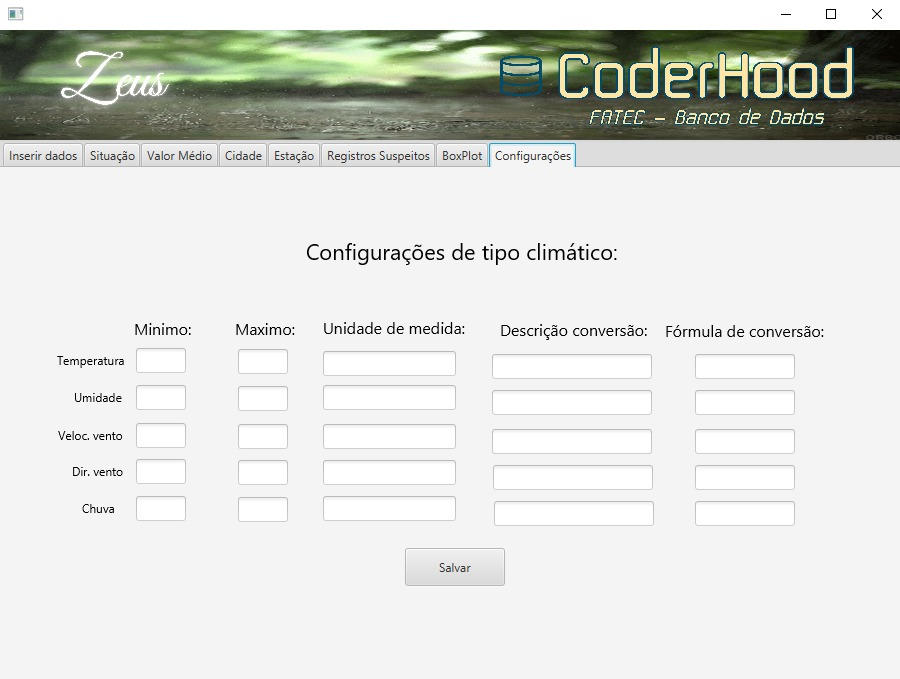 Zeus
CoderHood
FATEC - Banco de Dados
Inserir dados Situação Valor Médio Cidade Estação Registros Suspeitos BoxPlot Configurações
Configurações de tipo climático:
Minimo: Maximo: Unidade de medida: Descrição conversão: Fórmula de conversão:
Temperatura
Umidade
Veloc. vento
Dir. vento
Chuva
Salvar